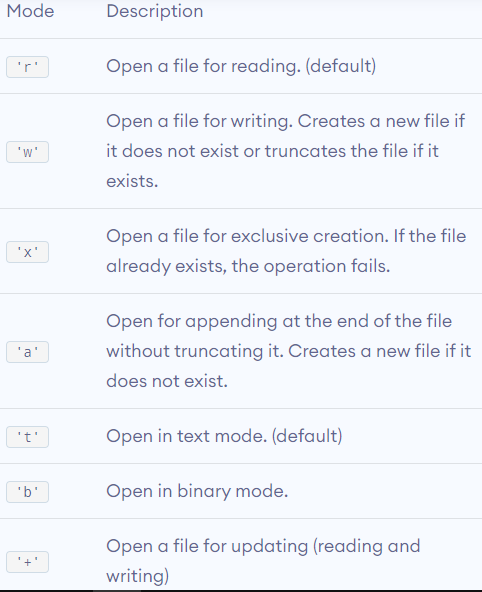 Mode Description
'r' Open a file for reading. (default)
'w' Open a file for writing. Creates a new file if
it does not exist or truncates the file if it
exists.
'x' Open a file for exclusive creation. If the file
already exists, the operation fails.
'a' Open for appending at the end of the file
without truncating it. Creates a new file if it
does not exist.
't' Open in text mode. (default)
'b' Open in binary mode.
'+' Open a file for updating (reading and
writing)